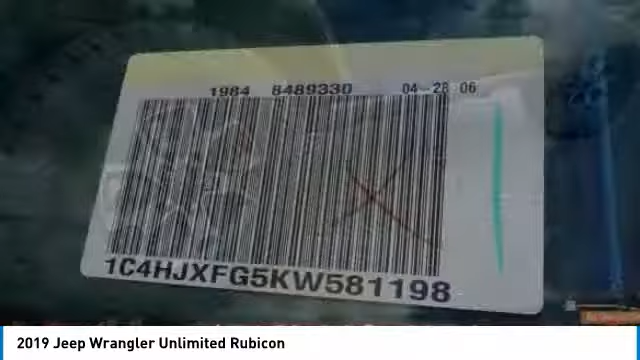 1984 8489330 04-28 06
1C4HJXFG5KW581198
2019 Jeep Wrangler Unlimited Rubicon